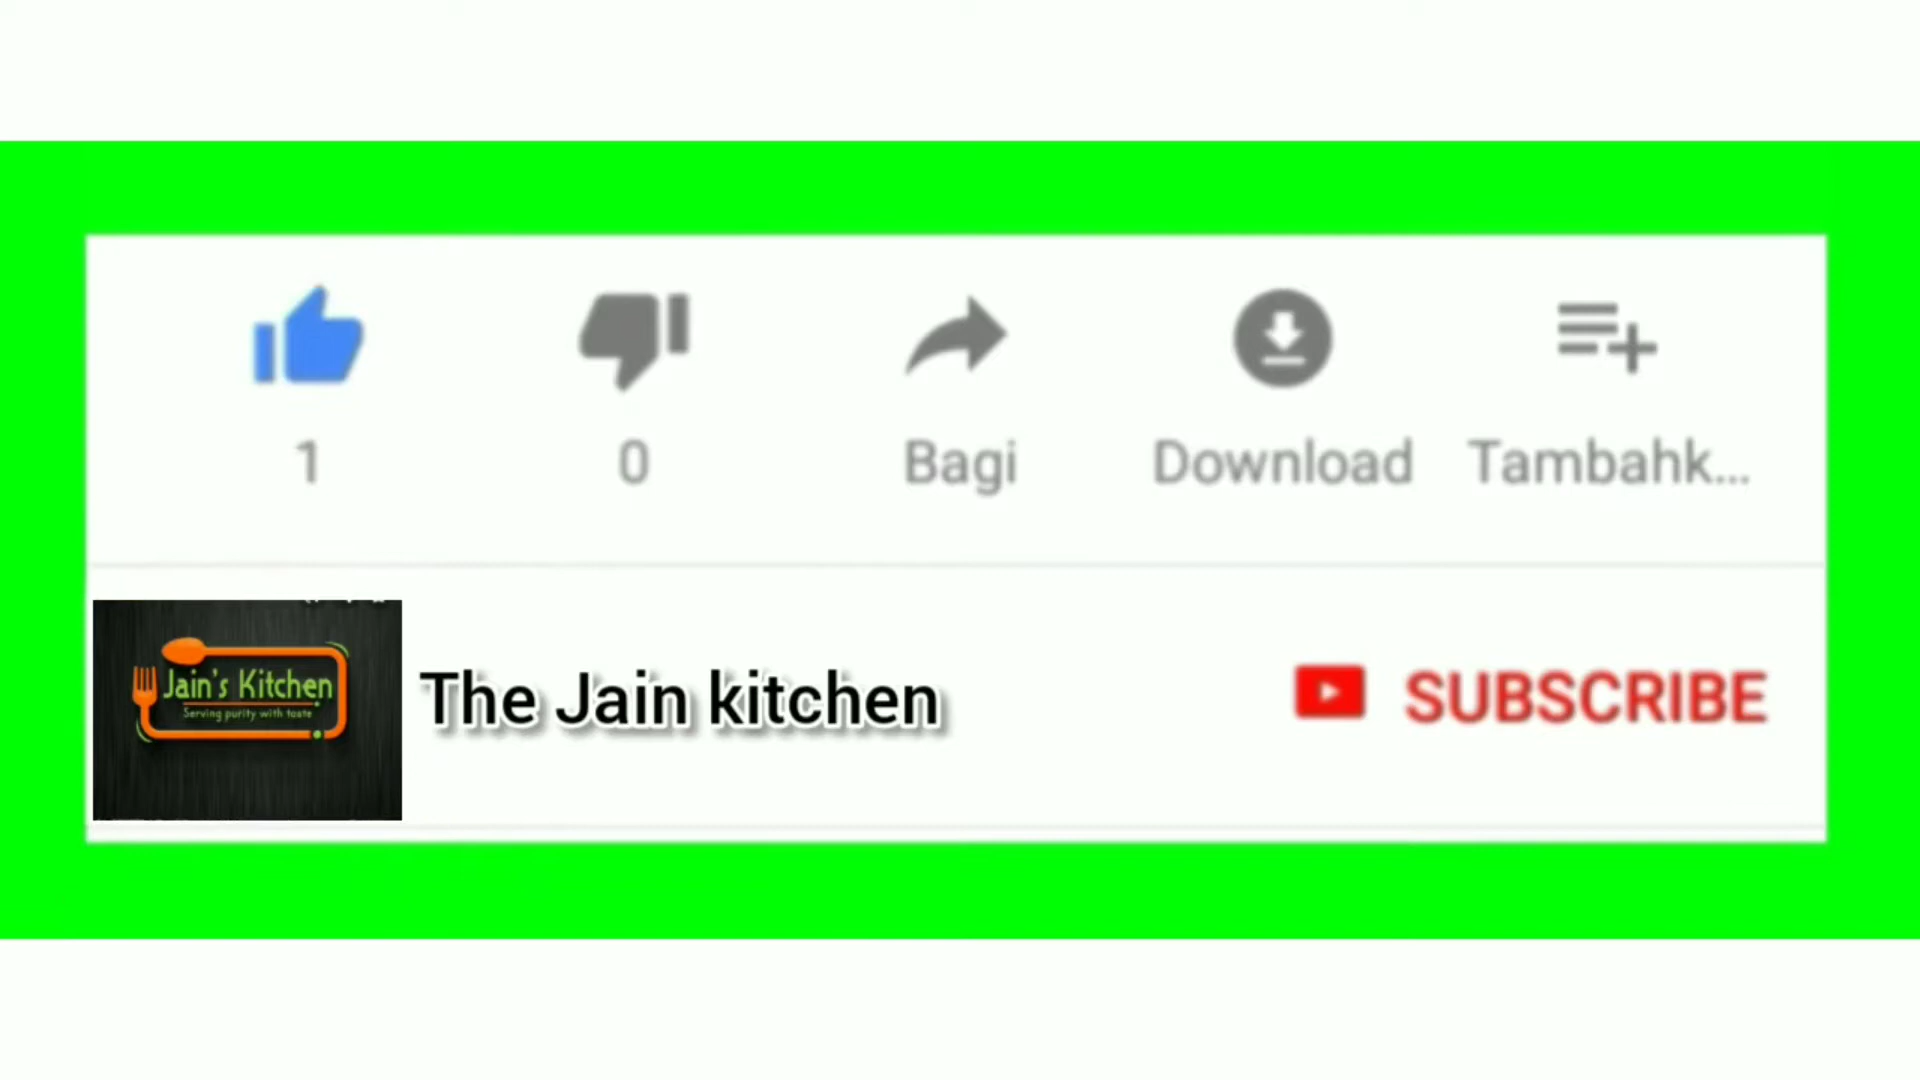 1 0 Bagi Download Tambahk...
Jain's Kitchen
Serving purity with taste
The Jain kitchen
SUBSCRIBE